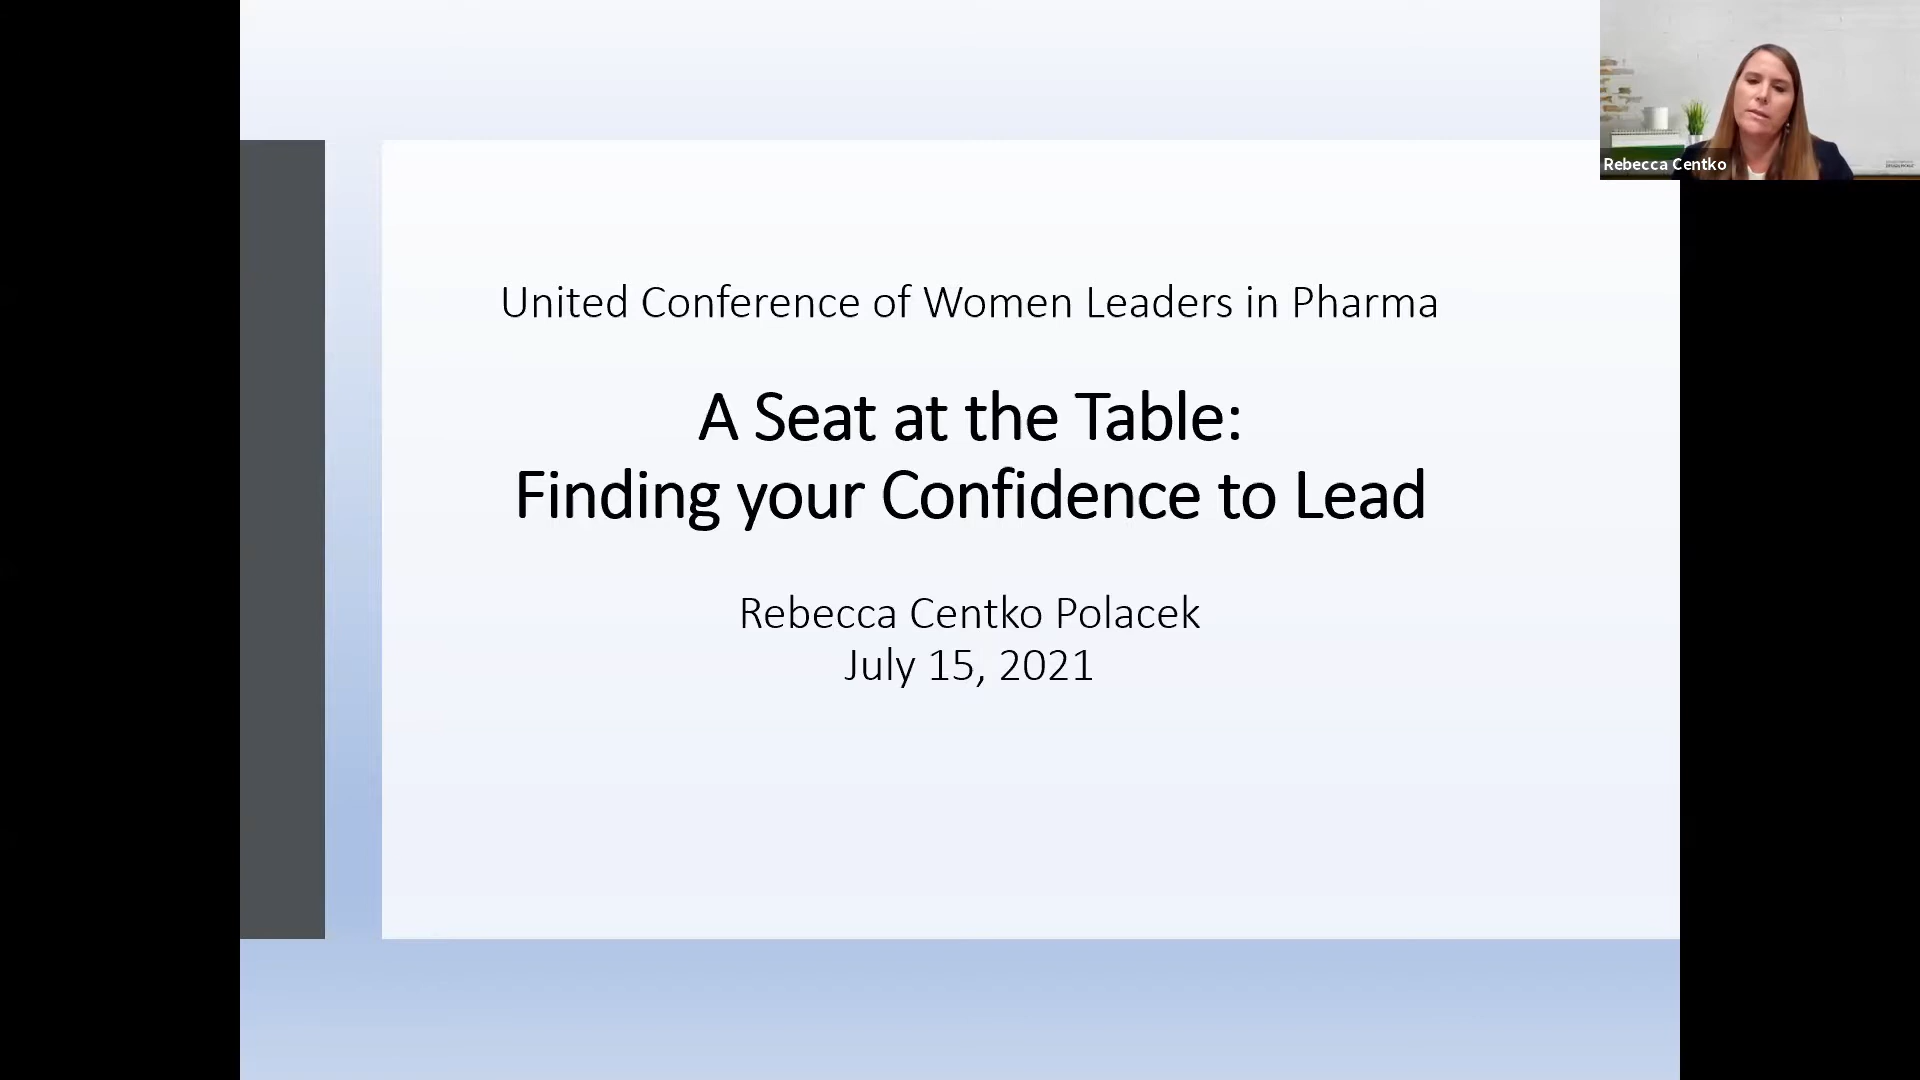 United Conference of Women Leaders in Pharma
A Seat at the Table:
Finding your Confidence to Lead
Rebecca Centko Polacek
July 15, 2021
Rebecca Centko